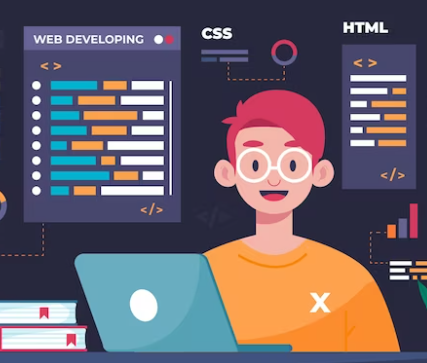 WEB DEVELOPING
< >
</>
CSS
HTML
< >
</>
</>
X